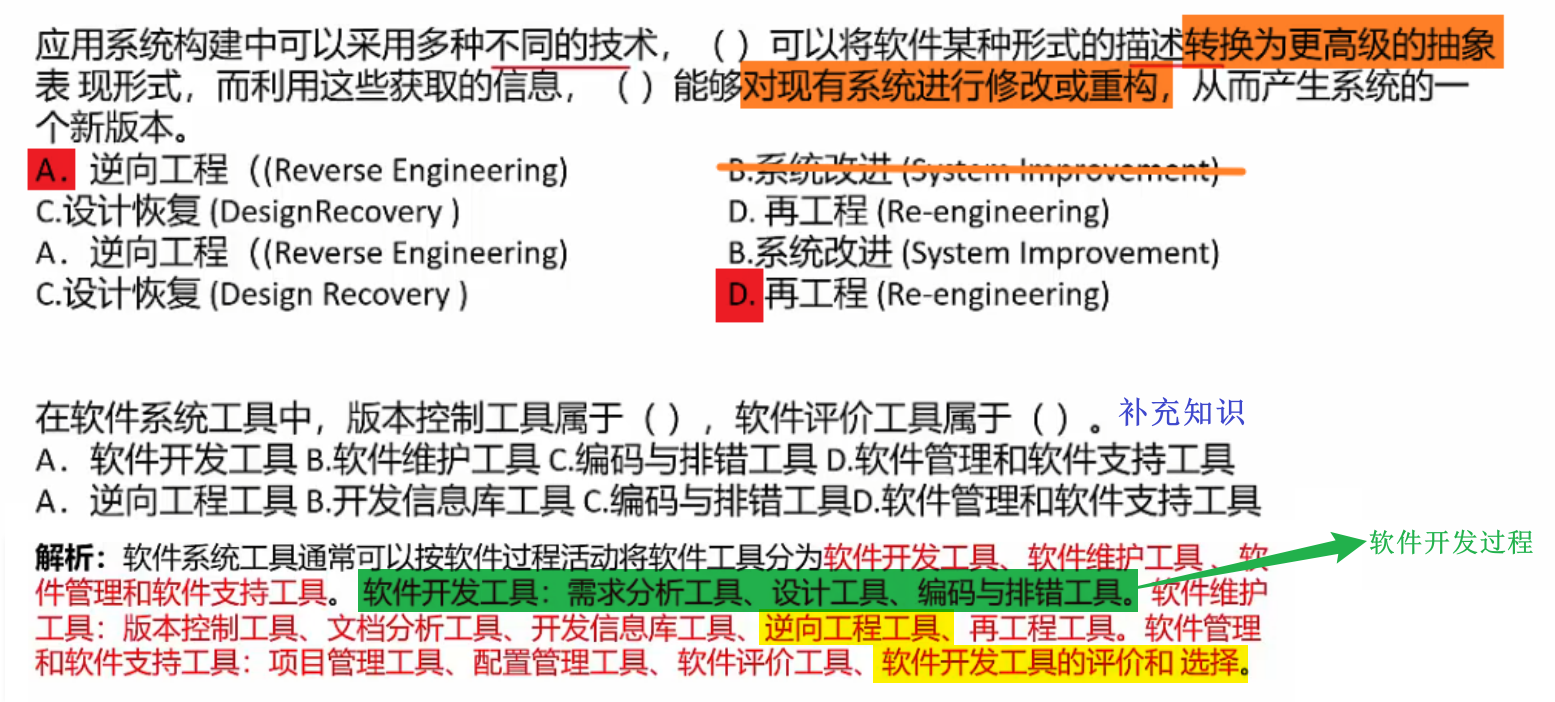 应用系统构建中可以采用多种不同的技术，（ ）可以将软件某种形式的描述转换为更高级的抽象
表 现形式，而利用这些获取的信息，（ ）能够对现有系统进行修改或重构，从而产生系统的一
个新版本。
A．逆向工程（(Reverse Engineering) B.系统改进 (System Improvement)
C.设计恢复 (DesignRecovery ) D. 再工程 (Re-engineering)
A．逆向工程（(Reverse Engineering) B.系统改进 (System Improvement)
C.设计恢复 (Design Recovery ) D. 再工程 (Re-engineering)
在软件系统工具中，版本控制工具属于（ ），软件评价工具属于（ ）。补充知识
A．软件开发工具 B.软件维护工具 C.编码与排错工具 D.软件管理和软件支持工具
A．逆向工程工具 B.开发信息库工具 C.编码与排错工具D.软件管理和软件支持工具
解析：软件系统工具通常可以按软件过程活动将软件工具分为软件开发工具、软件维护工具、软
软件开发过程
件管理和软件支持工具。软件开发工具：需求分析工具、设计工具、编码与排错工具。软件维护
工具：版本控制工具、文档分析工具、开发信息库工具、逆向工程工具、再工程工具。软件管理
和软件支持工具：项目管理工具、配置管理工具、软件评价工具、软件开发工具的评价和 选择。